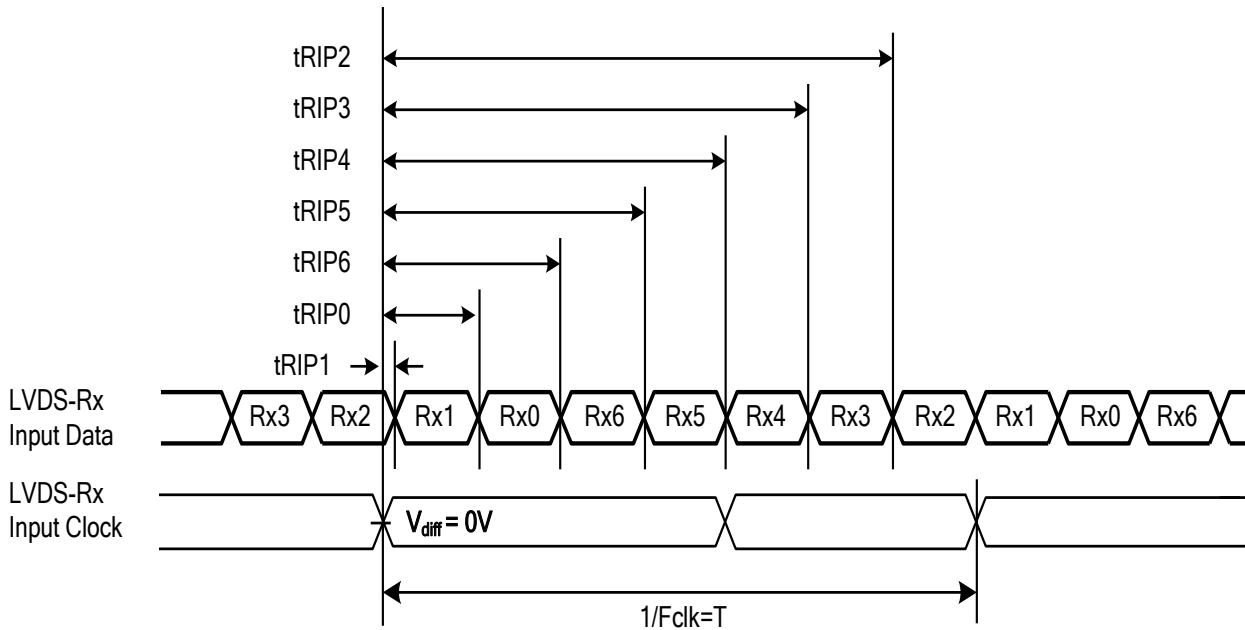 tRIP2
tRIP3
tRIP4
tRIP5
tRIP6
tRIP0
tRIP1
LVDS-Rx
Input Data
Rx3 Rx2 Rx1 Rx0 Rx6 Rx5 Rx4 Rx3 Rx2 Rx1 Rx0 Rx6
LVDS-Rx
Input Clock
Vdiff = 0V
1/Fclk=T